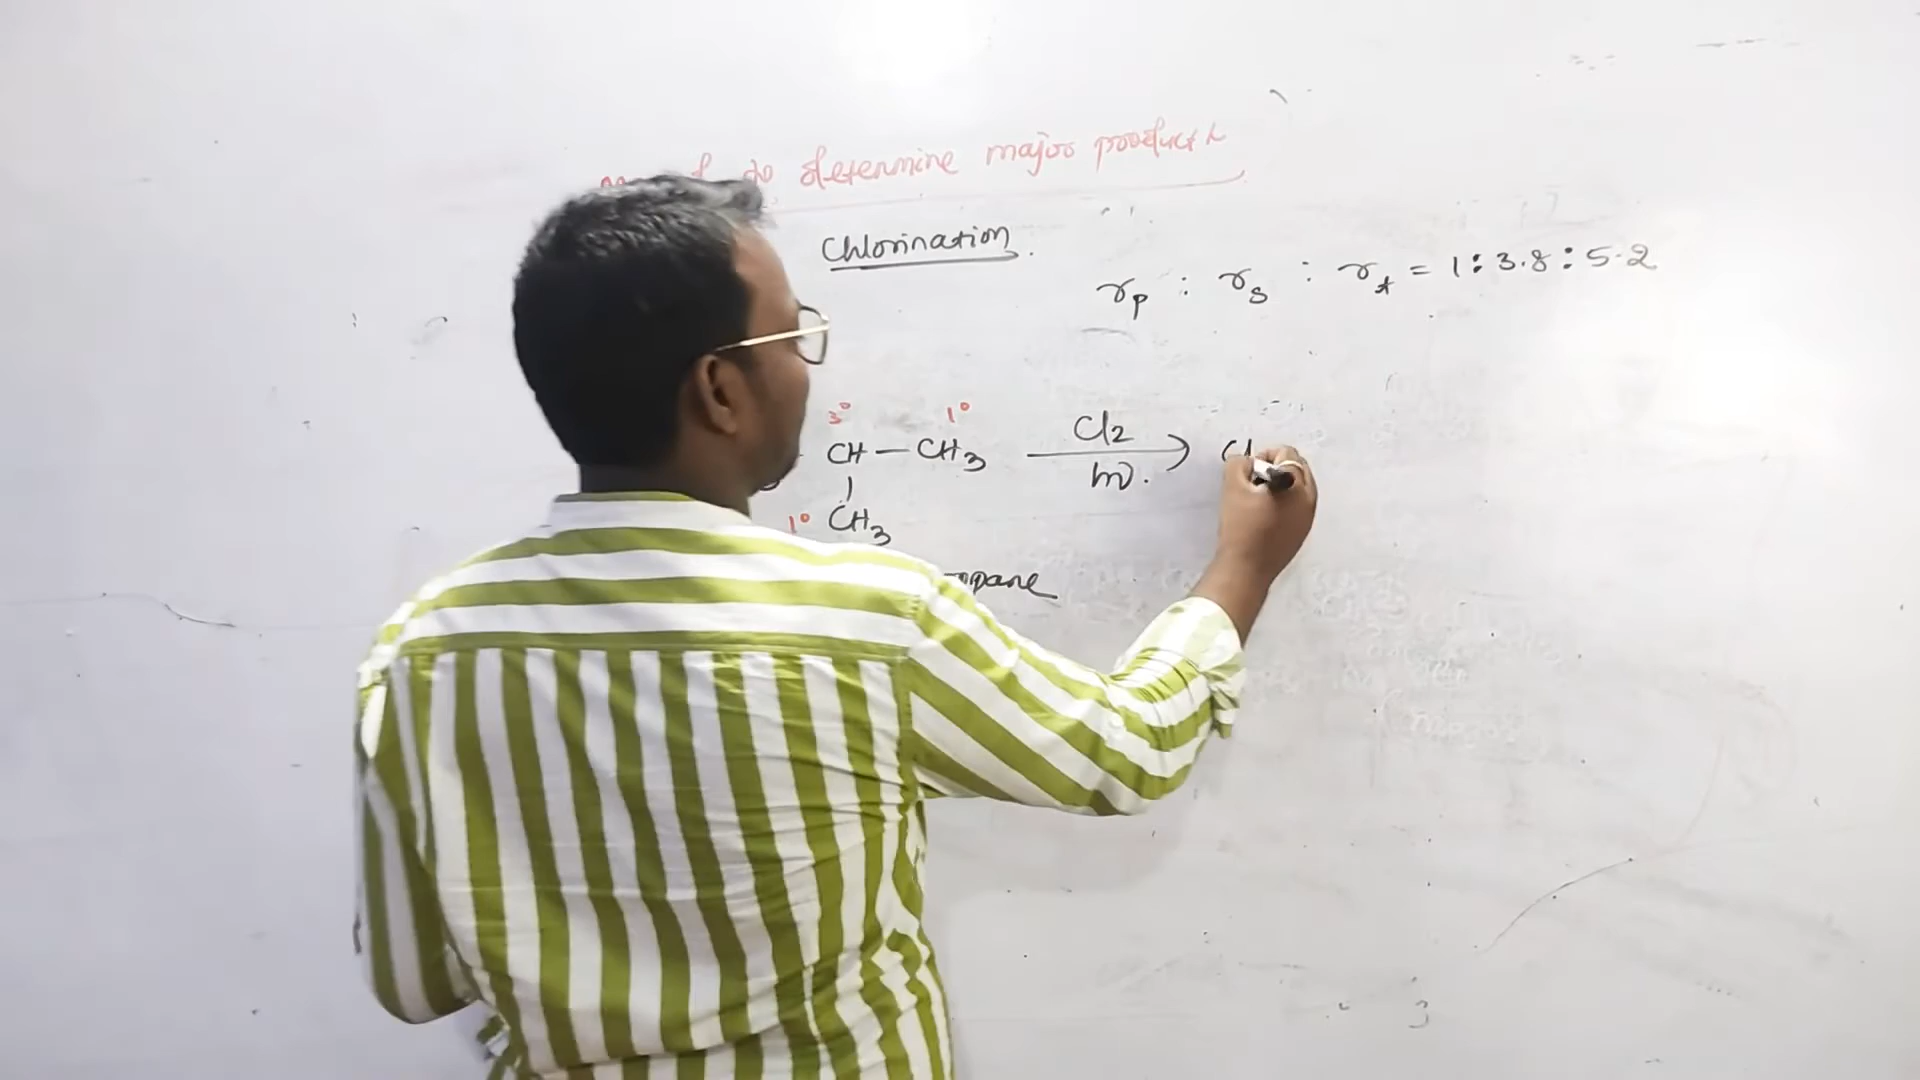 to determine major product
Chlorination.
rₚ : rₛ : rₜ = 1 : 3.8 : 5.2
3° 1°
CH — CH₃ Cl₂ →
hν.
1° CH₃